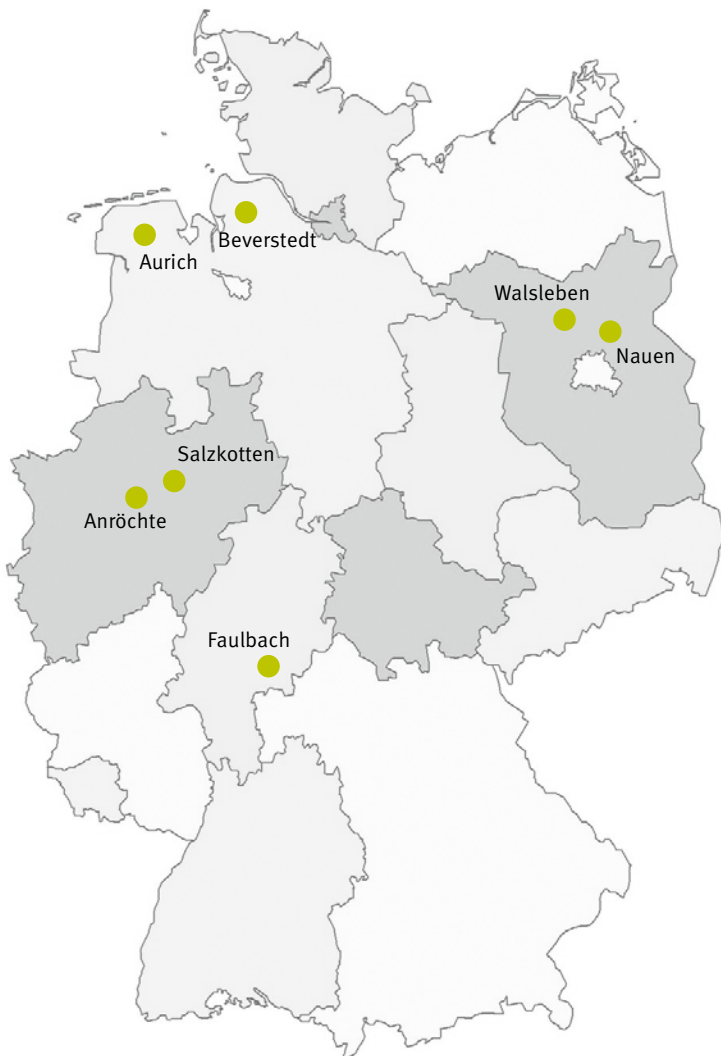 Beverstedt
Aurich
Walsleben
Nauen
Salzkotten
Anröchte
Faulbach